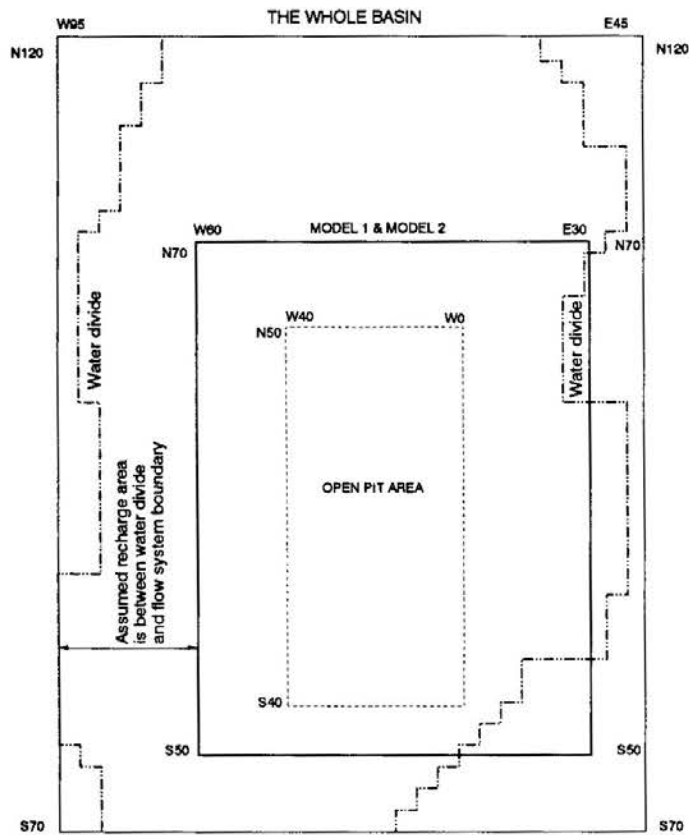 THE WHOLE BASIN
W95
E45
N120
N120
W60
MODEL 1 & MODEL 2
E30
N70
N70
W40
W0
N50
Water divide
Water divide
OPEN PIT AREA
Assumed recharge area
is between water divide
and flow system boundary
S40
S50
S50
S70
S70